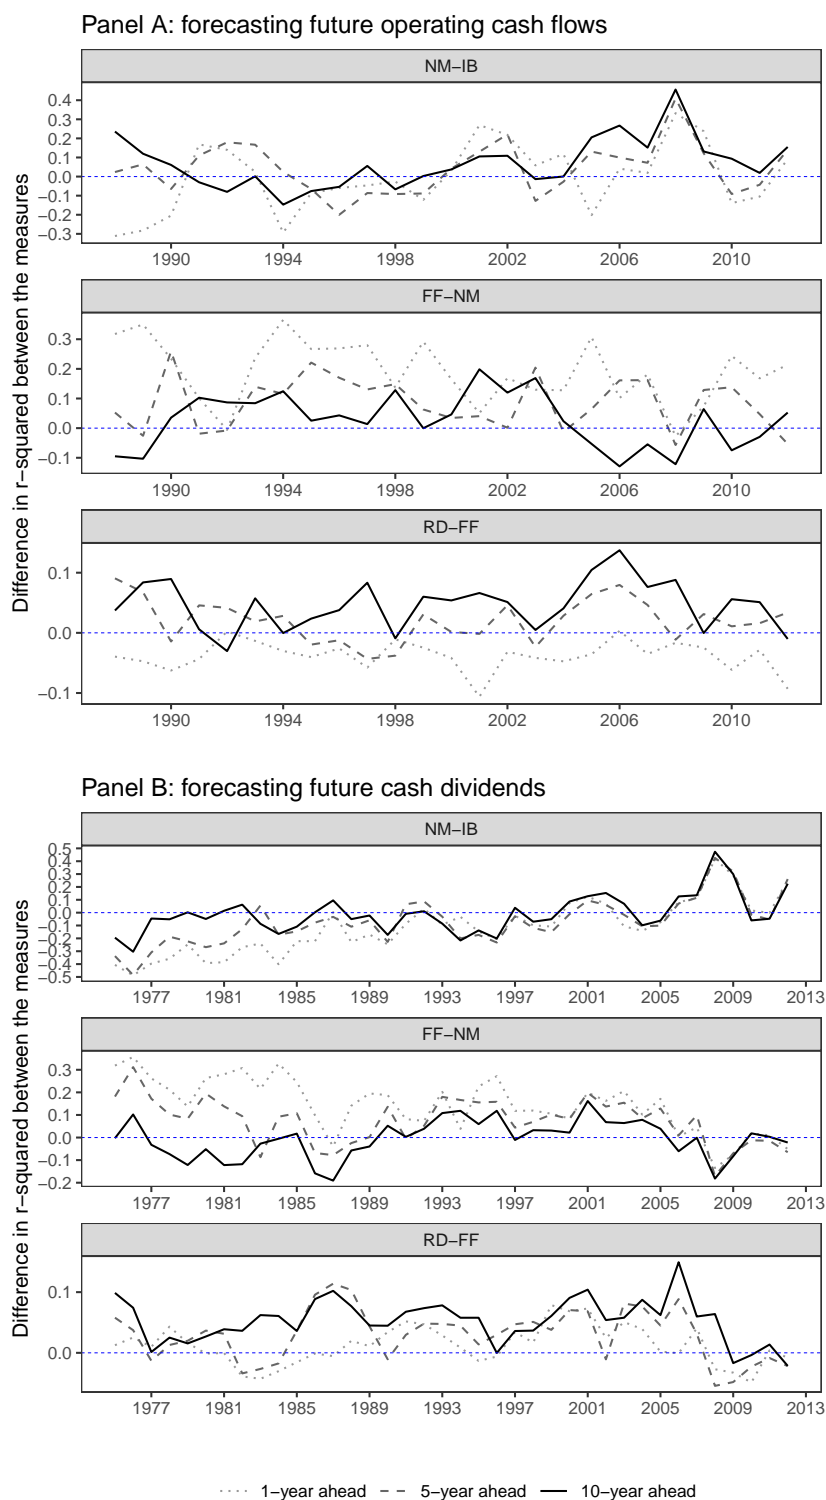 Panel A: forecasting future operating cash flows
NM−IB
0.4
0.3
0.2
0.1
0.0
−0.1
−0.2
−0.3
1990 1994 1998 2002 2006 2010
FF−NM
0.3
0.2
0.1
0.0
−0.1
1990 1994 1998 2002 2006 2010
RD−FF
0.1
0.0
−0.1
1990 1994 1998 2002 2006 2010
Difference in r−squared between the measures
Panel B: forecasting future cash dividends
NM−IB
0.5
0.4
0.3
0.2
0.1
0.0
−0.1
−0.2
−0.3
−0.4
−0.5
1977 1981 1985 1989 1993 1997 2001 2005 2009 2013
FF−NM
0.3
0.2
0.1
0.0
−0.1
−0.2
1977 1981 1985 1989 1993 1997 2001 2005 2009 2013
RD−FF
0.1
0.0
1977 1981 1985 1989 1993 1997 2001 2005 2009 2013
Difference in r−squared between the measures
1−year ahead 5−year ahead 10−year ahead